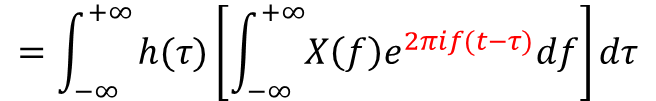 = ∫_{-∞}^{+∞} h(τ) [ ∫_{-∞}^{+∞} X(f)e^{2πif(t−τ)} df ] dτ